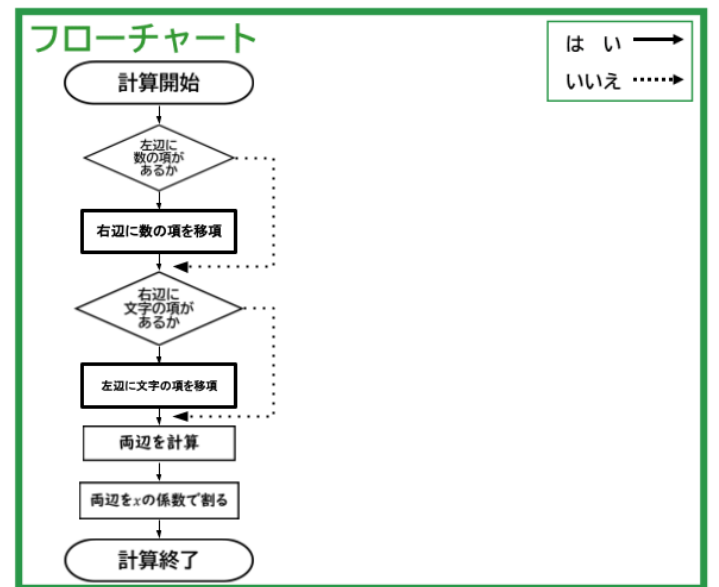 フローチャート
は い
いいえ
計算開始
左辺に
数の項が
あるか
右辺に数の項を移項
右辺に
文字の項が
あるか
左辺に文字の項を移項
両辺を計算
両辺をxの係数で割る
計算終了